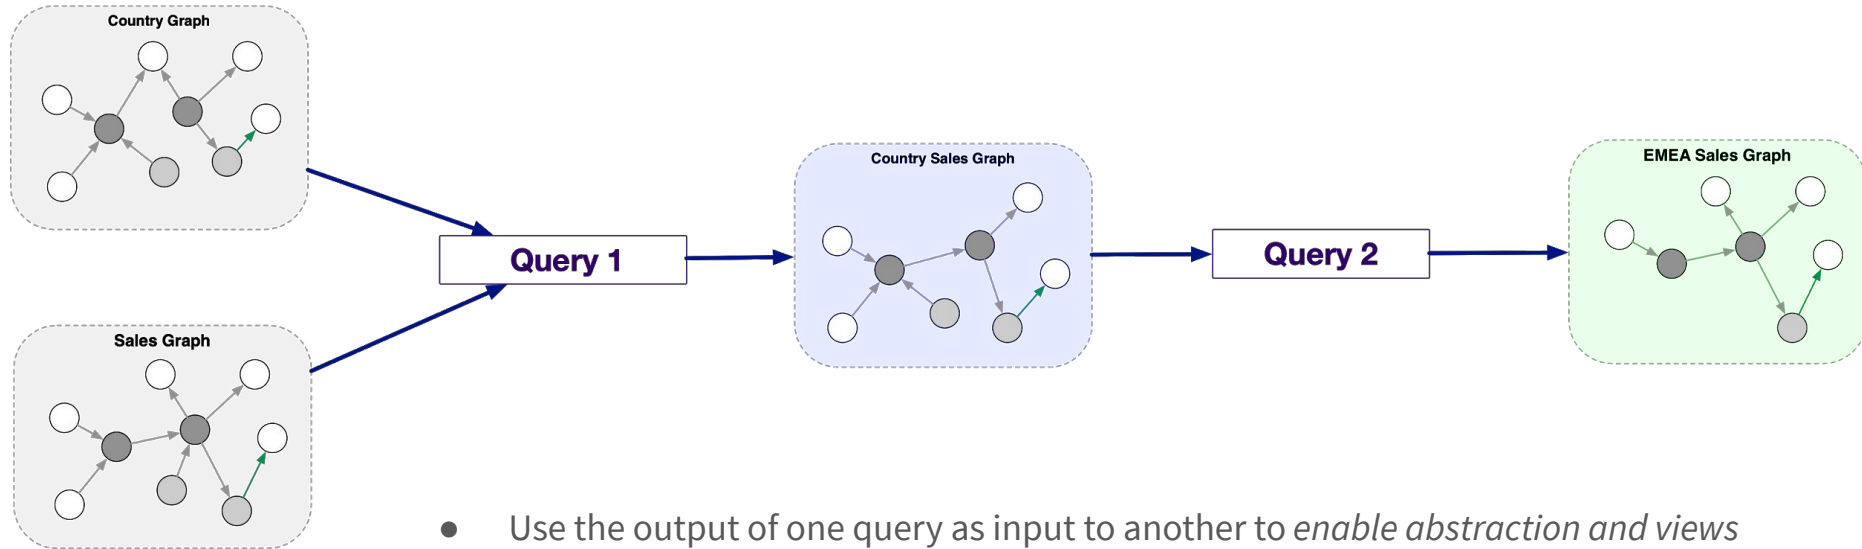 Country Graph
Sales Graph
Query 1
Country Sales Graph
Query 2
EMEA Sales Graph
● Use the output of one query as input to another to enable abstraction and views